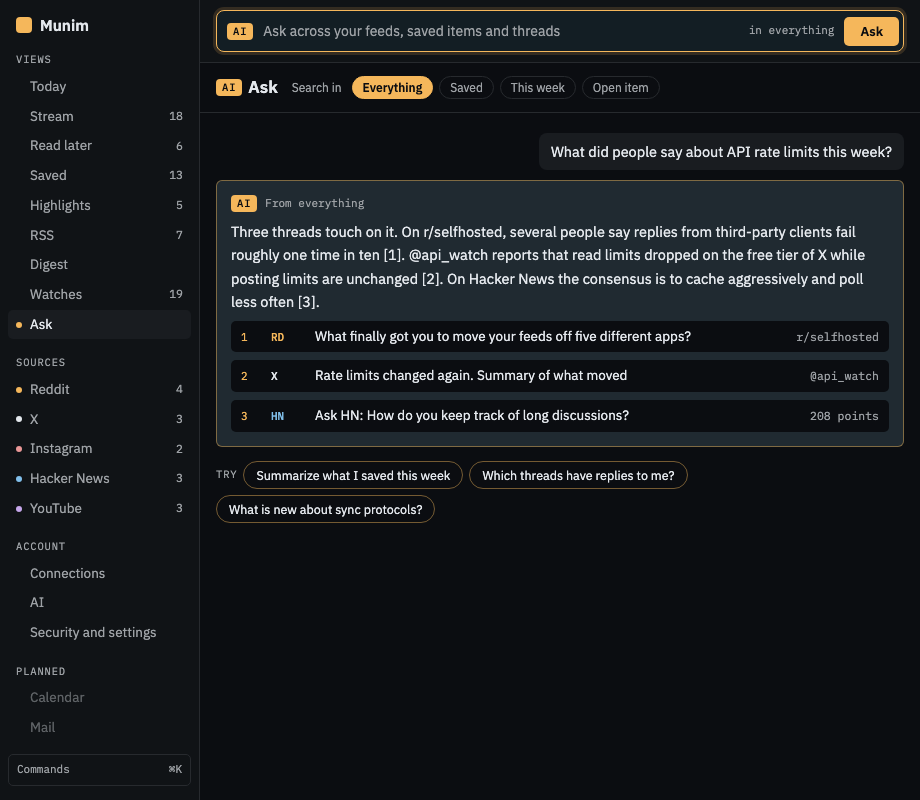 Munim
VIEWS
Today
Stream 18
Read later 6
Saved 13
Highlights 5
RSS 7
Digest
Watches 19
Ask
SOURCES
Reddit 4
X 3
Instagram 2
Hacker News 3
YouTube 3
ACCOUNT
Connections
AI
Security and settings
PLANNED
Calendar
Mail
Commands ⌘K
AI Ask across your feeds, saved items and threads in everything Ask
AI Ask Search in Everything Saved This week Open item
What did people say about API rate limits this week?
AI From everything
Three threads touch on it. On r/selfhosted, several people say replies from third-party clients fail
roughly one time in ten [1]. @api_watch reports that read limits dropped on the free tier of X while
posting limits are unchanged [2]. On Hacker News the consensus is to cache aggressively and poll
less often [3].
1 RD What finally got you to move your feeds off five different apps? r/selfhosted
2 X Rate limits changed again. Summary of what moved @api_watch
3 HN Ask HN: How do you keep track of long discussions? 208 points
TRY Summarize what I saved this week Which threads have replies to me?
What is new about sync protocols?